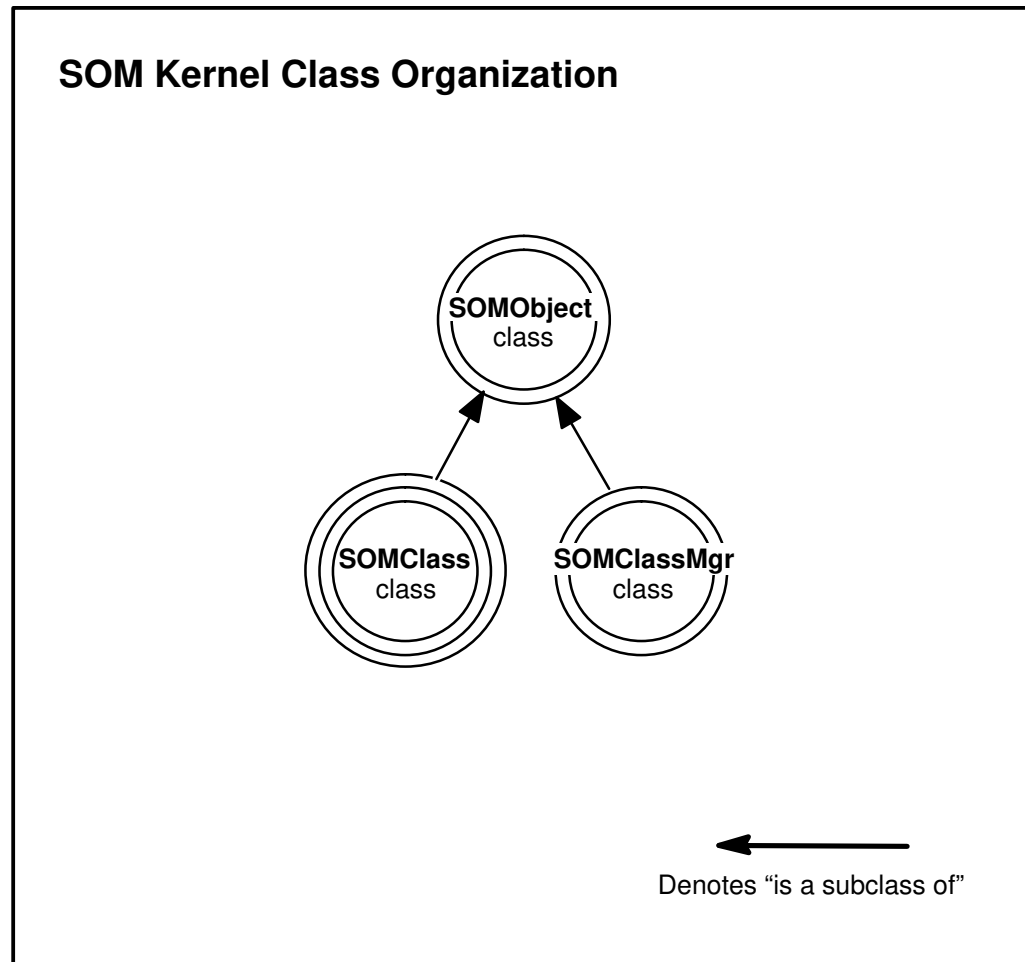 SOM Kernel Class Organization
SOMObject
class
SOMClass
class
SOMClassMgr
class
Denotes “is a subclass of”